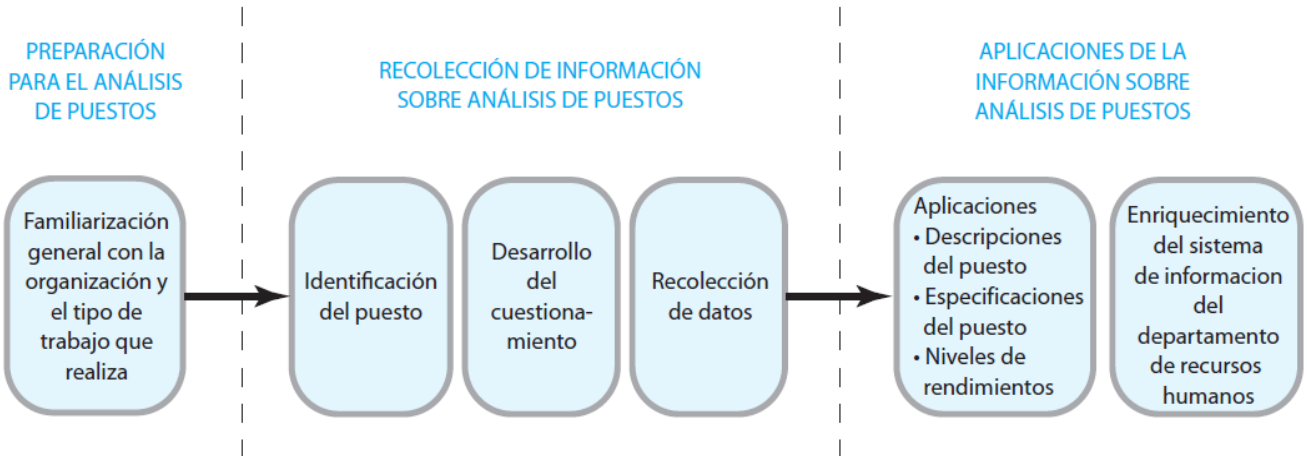 PREPARACIÓN
PARA EL ANÁLISIS
DE PUESTOS
RECOLECCIÓN DE INFORMACIÓN
SOBRE ANÁLISIS DE PUESTOS
APLICACIONES DE LA
INFORMACIÓN SOBRE
ANÁLISIS DE PUESTOS
Familiarización
general con la
organización y
el tipo de
trabajo que
realiza
Identificación
del puesto
Desarrollo
del
cuestiona-
miento
Recolección
de datos
Aplicaciones
• Descripciones
del puesto
• Especificaciones
del puesto
• Niveles de
rendimientos
Enriquecimiento
del sistema
de informacion
del
departamento
de recursos
humanos